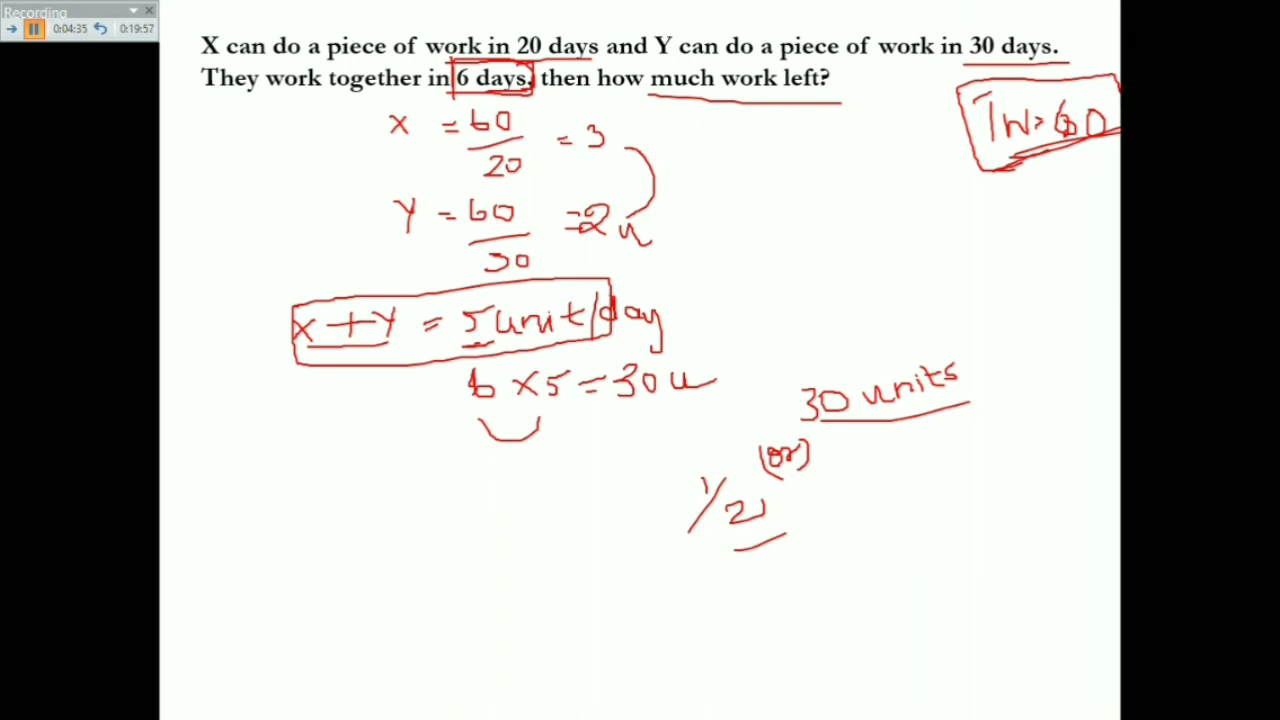 Recording
0:04:35 0:19:57
X can do a piece of work in 20 days and Y can do a piece of work in 30 days.
They work together in 6 days, then how much work left?
TW = 60
X = 60/20 = 3
Y = 60/30 = 2 u
X + Y = 5 unit/day
6 x 5 = 30 u
30 units
(or)
1/2